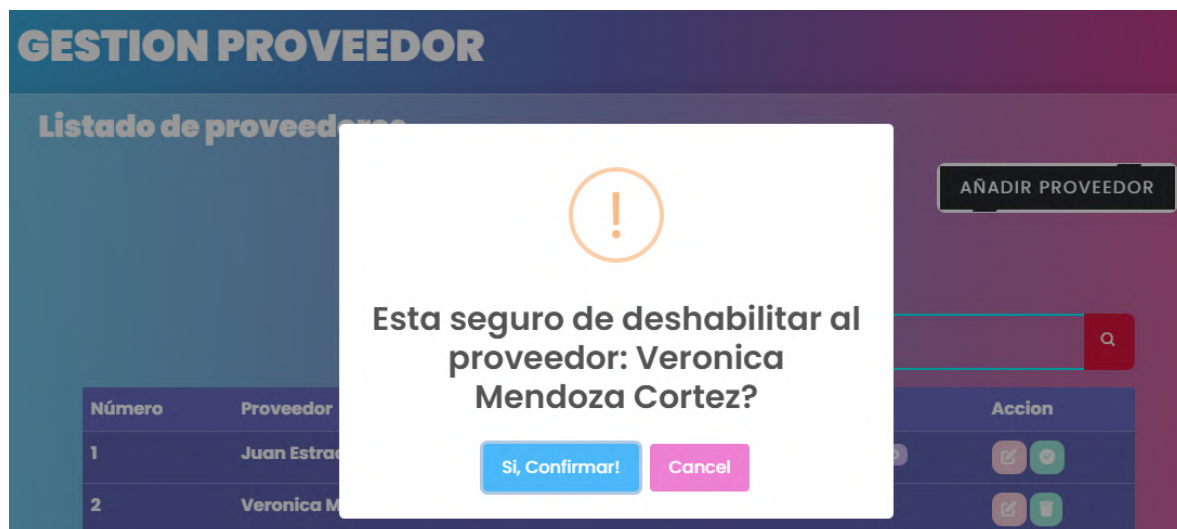 GESTION PROVEEDOR
Listado de proveedores
AÑADIR PROVEEDOR
!
Esta seguro de deshabilitar al
proveedor: Veronica
Mendoza Cortez?
Si, Confirmar!
Cancel
Número Proveedor Accion
1 Juan
2 Veronica